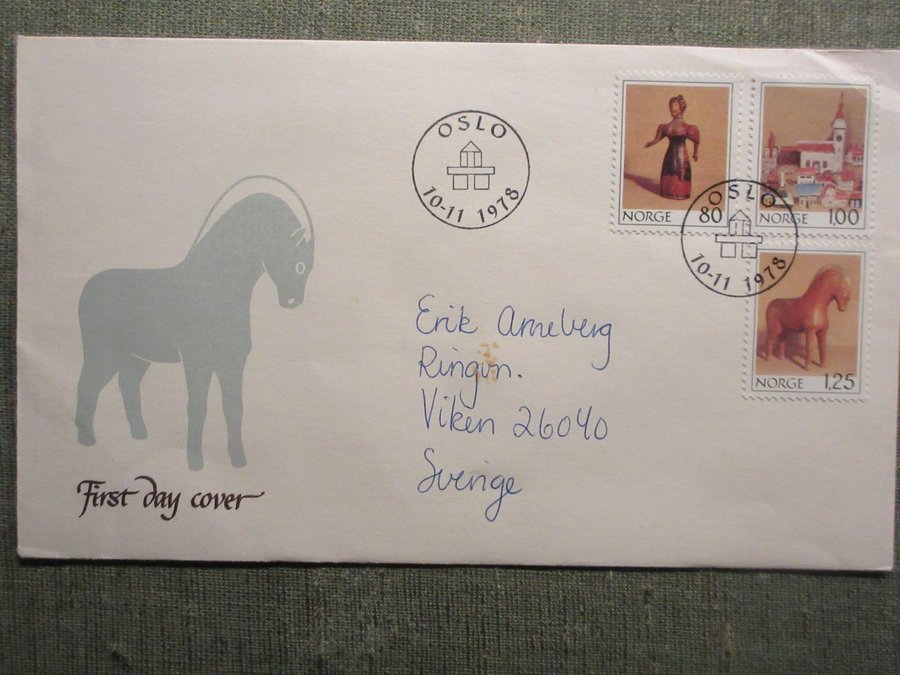 OSLO
10-11 1978
NORGE 80
NORGE 1,00
OSLO
10-11 1978
NORGE 1,25
Erik Arneberg
Ringvn.
Viken 26040
Sverige
First day cover